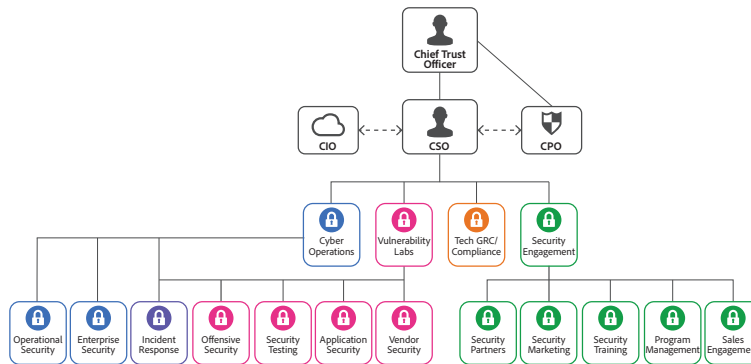 Chief Trust
Officer
CIO
CSO
CPO
Cyber
Operations
Vulnerability
Labs
Tech GRC/
Compliance
Security
Engagement
Operational
Security
Enterprise
Security
Incident
Response
Offensive
Security
Security
Testing
Application
Security
Vendor
Security
Security
Partners
Security
Marketing
Security
Training
Program
Management
Sales
Engagement